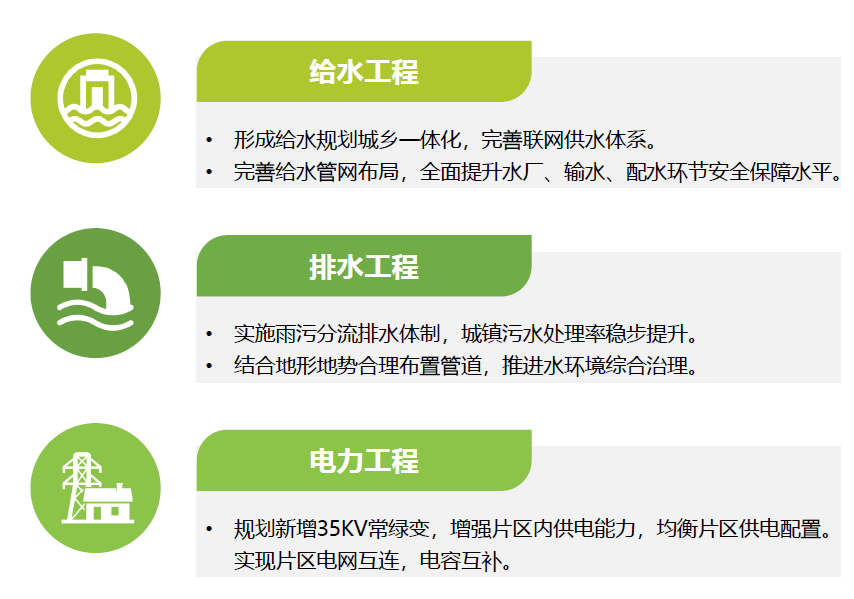 给水工程
• 形成给水规划城乡一体化，完善联网供水体系。
• 完善给水管网布局，全面提升水厂、输水、配水环节安全保障水平。
排水工程
• 实施雨污分流排水体制，城镇污水处理率稳步提升。
• 结合地形地势合理布置管道，推进水环境综合治理。
电力工程
• 规划新增35KV常绿变，增强片区内供电能力，均衡片区供电配置。
实现片区电网互连，电容互补。